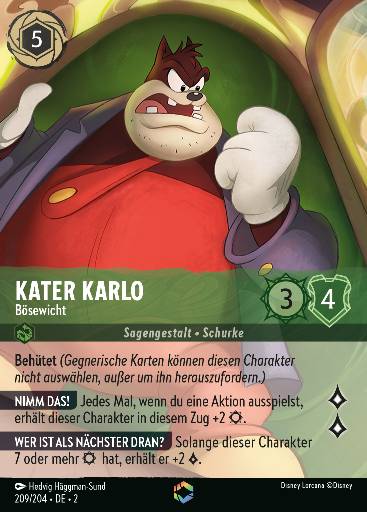 5
KATER KARLO
Bösewicht
3
4
Sagengestalt • Schurke
Behütet (Gegnerische Karten können diesen Charakter
nicht auswählen, außer um ihn herauszufordern.)
NIMM DAS! Jedes Mal, wenn du eine Aktion ausspielst,
erhält dieser Charakter in diesem Zug +2 ¤.
WER IST ALS NÄCHSTER DRAN? Solange dieser Charakter
7 oder mehr ¤ hat, erhält er +2 ◊.
Hedvig Häggman-Sund
209/204 • DE • 2
Disney Lorcana ©Disney